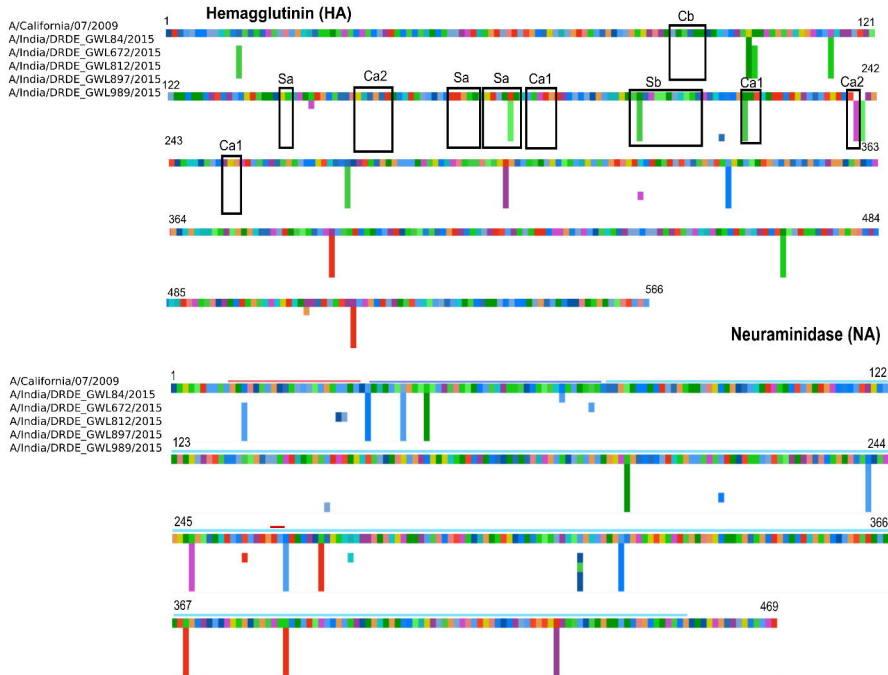 Hemagglutinin (HA)
1
A/California/07/2009
A/India/DRDE_GWL84/2015
A/India/DRDE_GWL672/2015
A/India/DRDE_GWL812/2015
A/India/DRDE_GWL897/2015
A/India/DRDE_GWL989/2015
Cb
121
122
Sa
Ca2
Sa
Sa
Ca1
Sb
Ca1
Ca2
242
243
Ca1
363
364
484
485
566
Neuraminidase (NA)
1
122
A/California/07/2009
A/India/DRDE_GWL84/2015
A/India/DRDE_GWL672/2015
A/India/DRDE_GWL812/2015
A/India/DRDE_GWL897/2015
A/India/DRDE_GWL989/2015
123
244
245
366
367
469